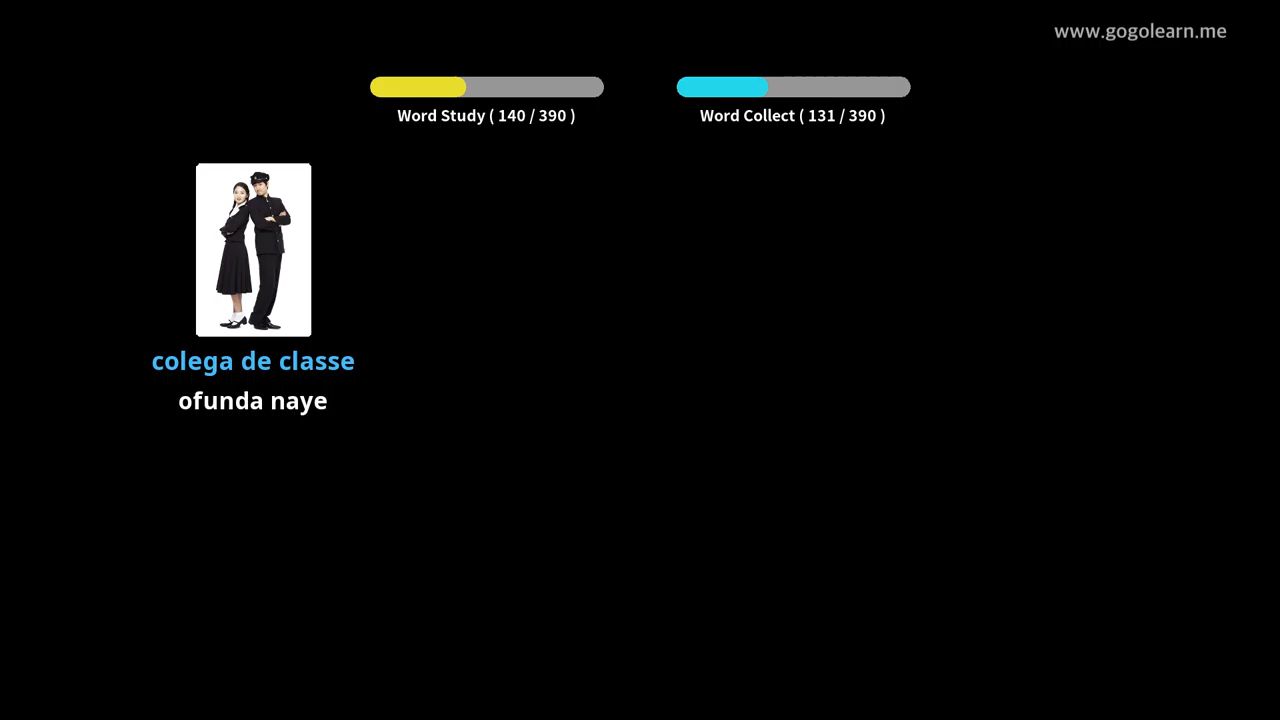 www.gogolearn.me
Word Study ( 140 / 390 )
Word Collect ( 131 / 390 )
colega de classe
ofunda naye